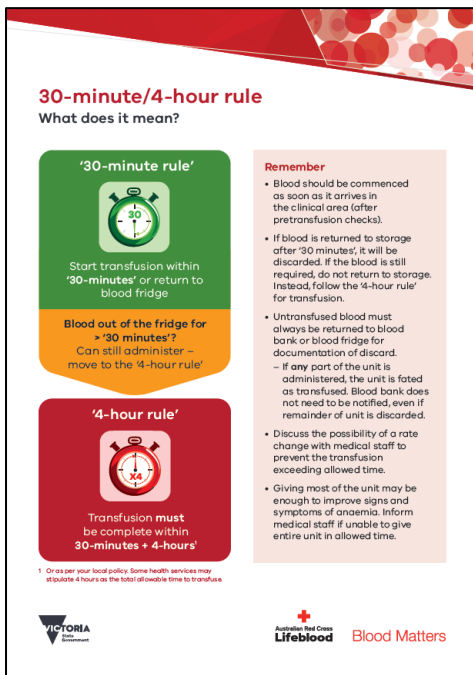 30-minute/4-hour rule
What does it mean?
‘30-minute rule’
30
Start transfusion within
‘30-minutes’ or return to
blood fridge
Blood out of the fridge for
> ‘30 minutes’?
Can still administer –
move to the ‘4-hour rule’
‘4-hour rule’
X4
Transfusion must
be complete within
30-minutes + 4-hours¹
1 Or as per your local policy. Some health services may
stipulate 4 hours as the total allowable time to transfuse.
Remember
• Blood should be commenced
as soon as it arrives in
the clinical area (after
pretransfusion checks).
• If blood is returned to storage
after ‘30 minutes’, it will be
discarded. If the blood is still
required, do not return to storage.
Instead, follow the ‘4-hour rule’
for transfusion.
• Untransfused blood must
always be returned to blood
bank or blood fridge for
documentation of discard.
– If any part of the unit is
administered, the unit is fated
as transfused. Blood bank does
not need to be notified, even if
remainder of unit is discarded.
• Discuss the possibility of a rate
change with medical staff to
prevent the transfusion
exceeding allowed time.
• Giving most of the unit may be
enough to improve signs and
symptoms of anaemia. Inform
medical staff if unable to give
entire unit in allowed time.
VICTORIA
State
Government
Australian Red Cross
Lifeblood
Blood Matters